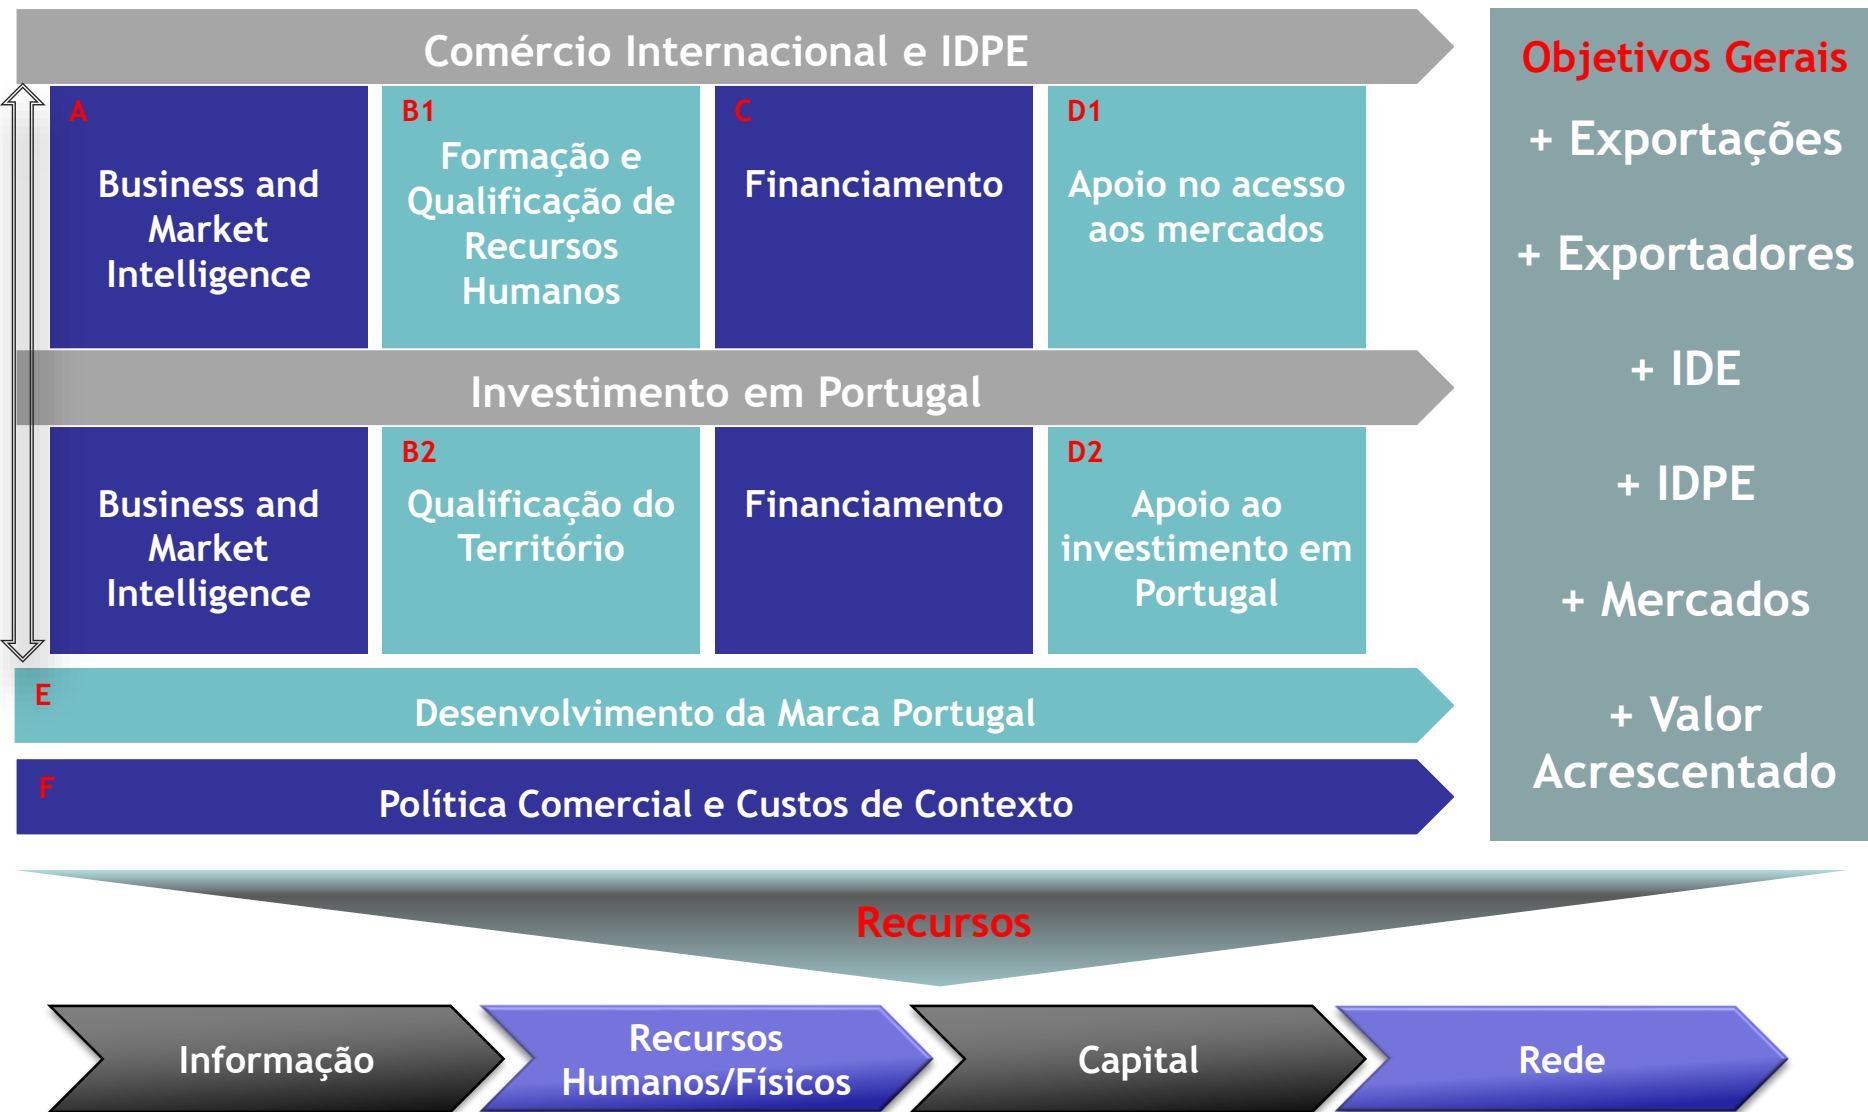 Comércio Internacional e IDPE
A
Business and
Market
Intelligence
B1
Formação e
Qualificação de
Recursos
Humanos
C
Financiamento
D1
Apoio no acesso
aos mercados
Investimento em Portugal
Business and
Market
Intelligence
B2
Qualificação do
Território
Financiamento
D2
Apoio ao
investimento em
Portugal
E
Desenvolvimento da Marca Portugal
F
Política Comercial e Custos de Contexto
Objetivos Gerais
+ Exportações
+ Exportadores
+ IDE
+ IDPE
+ Mercados
+ Valor
Acrescentado
Recursos
Informação
Recursos
Humanos/Físicos
Capital
Rede